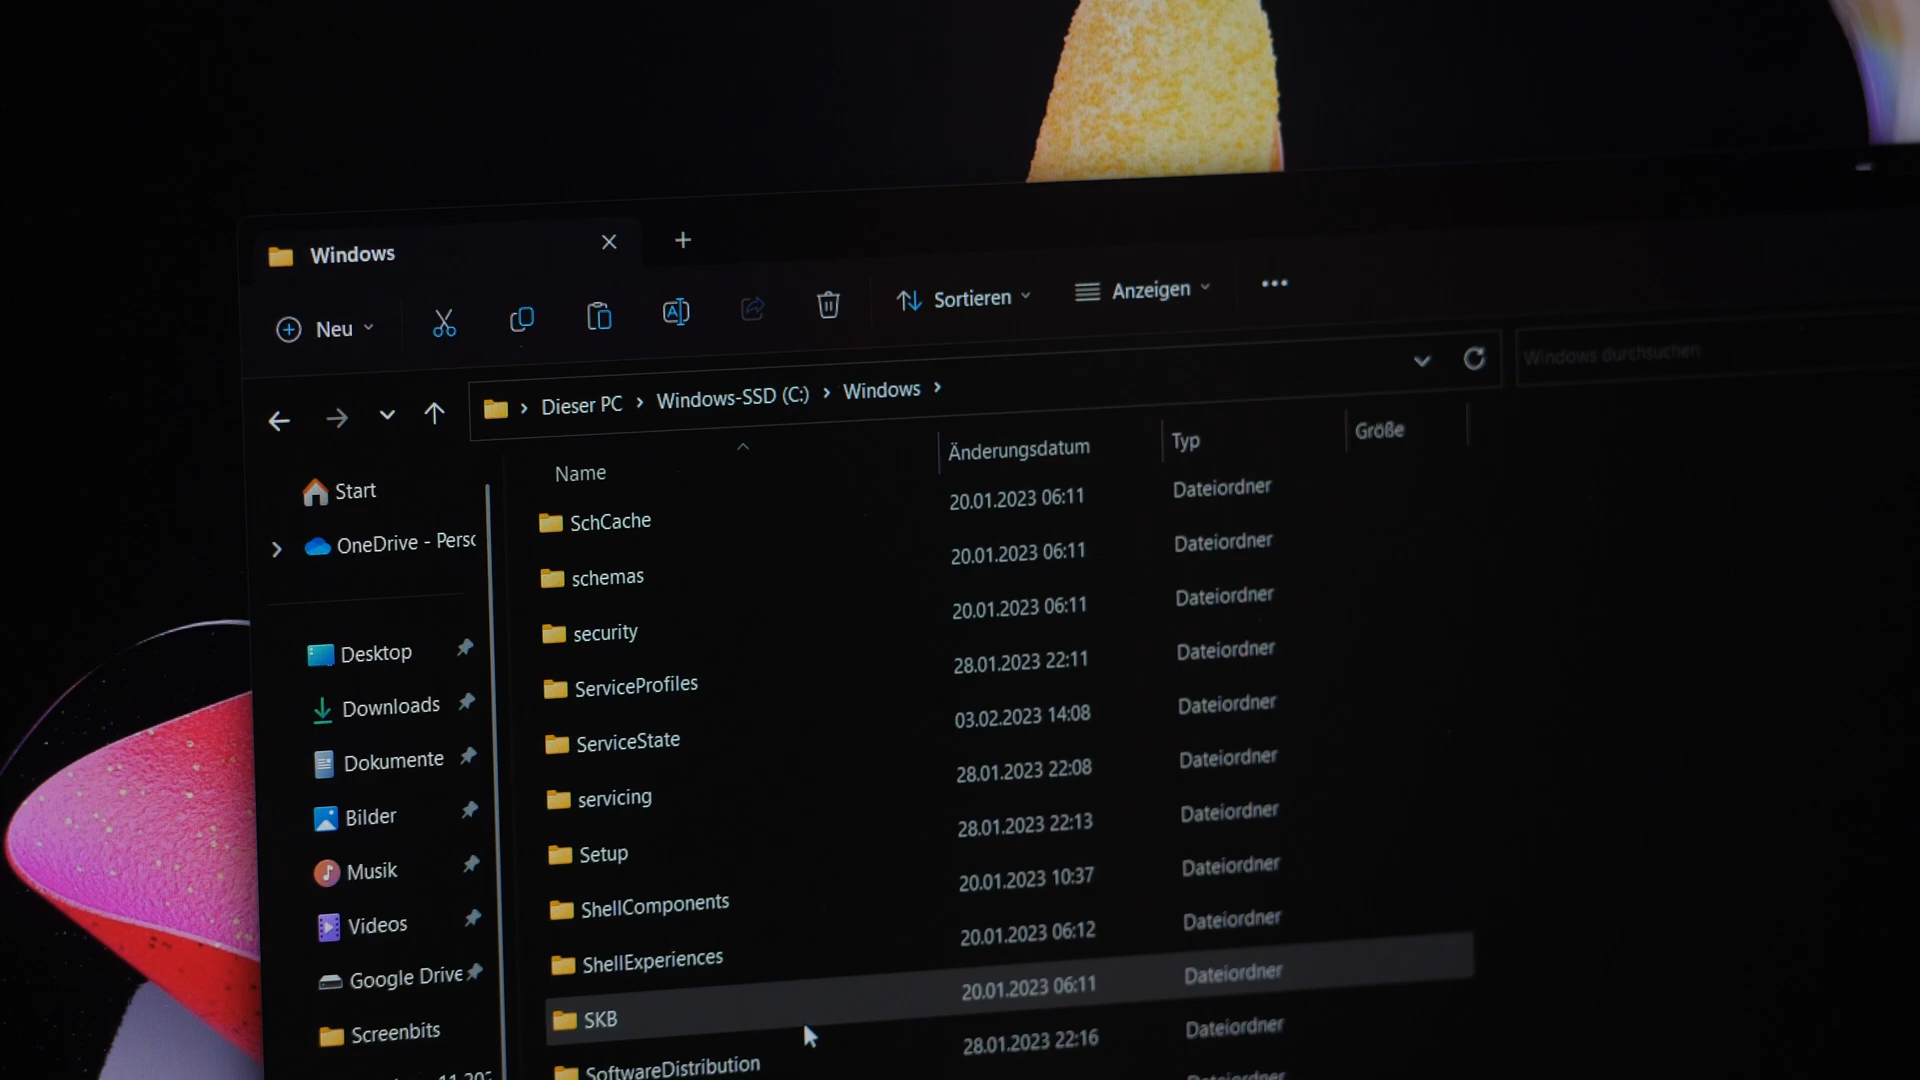 Windows
Neu
Sortieren
Anzeigen
Dieser PC > Windows-SSD (C:) > Windows >
Windows durchsuchen
Start
OneDrive - Perso
Desktop
Downloads
Dokumente
Bilder
Musik
Videos
Google Drive
Screenbits
Name Änderungsdatum Typ Größe
SchCache 20.01.2023 06:11 Dateiordner
schemas 20.01.2023 06:11 Dateiordner
security 20.01.2023 06:11 Dateiordner
ServiceProfiles 28.01.2023 22:11 Dateiordner
ServiceState 03.02.2023 14:08 Dateiordner
servicing 28.01.2023 22:08 Dateiordner
Setup 28.01.2023 22:13 Dateiordner
ShellComponents 20.01.2023 10:37 Dateiordner
ShellExperiences 20.01.2023 06:12 Dateiordner
SKB 20.01.2023 06:11 Dateiordner
SoftwareDistribution 28.01.2023 22:16 Dateiordner
Dateiordner